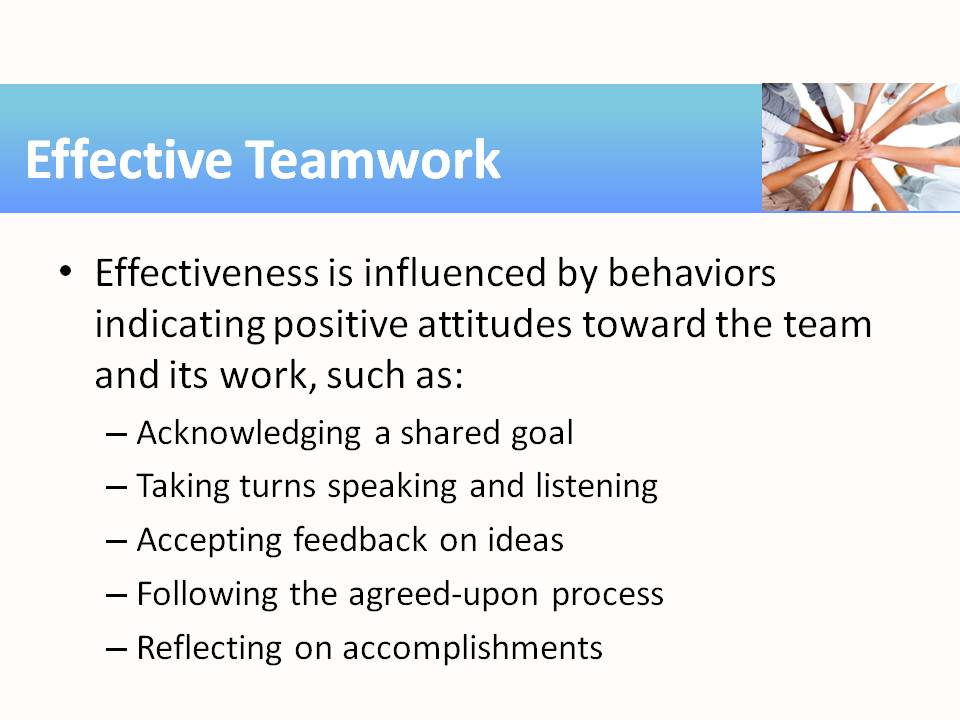 Effective Teamwork
• Effectiveness is influenced by behaviors
indicating positive attitudes toward the team
and its work, such as:
– Acknowledging a shared goal
– Taking turns speaking and listening
– Accepting feedback on ideas
– Following the agreed-upon process
– Reflecting on accomplishments